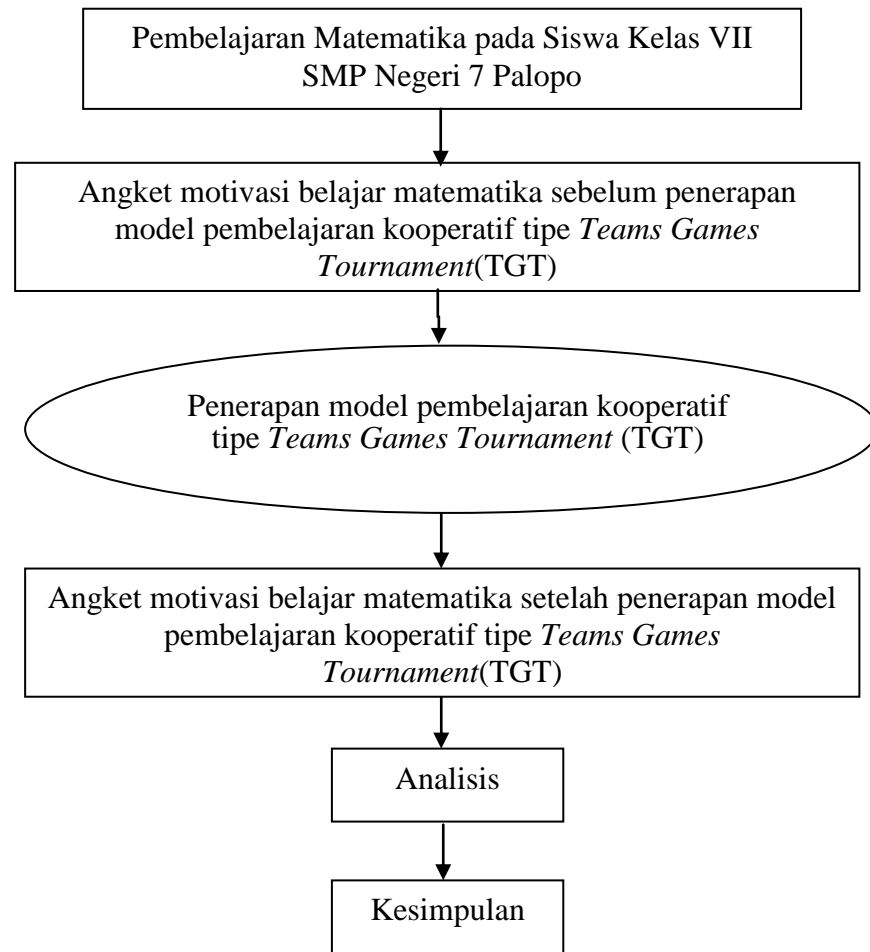 Pembelajaran Matematika pada Siswa Kelas VII
SMP Negeri 7 Palopo
Angket motivasi belajar matematika sebelum penerapan
model pembelajaran kooperatif tipe Teams Games
Tournament(TGT)
Penerapan model pembelajaran kooperatif
tipe Teams Games Tournament (TGT)
Angket motivasi belajar matematika setelah penerapan model
pembelajaran kooperatif tipe Teams Games
Tournament(TGT)
Analisis
Kesimpulan